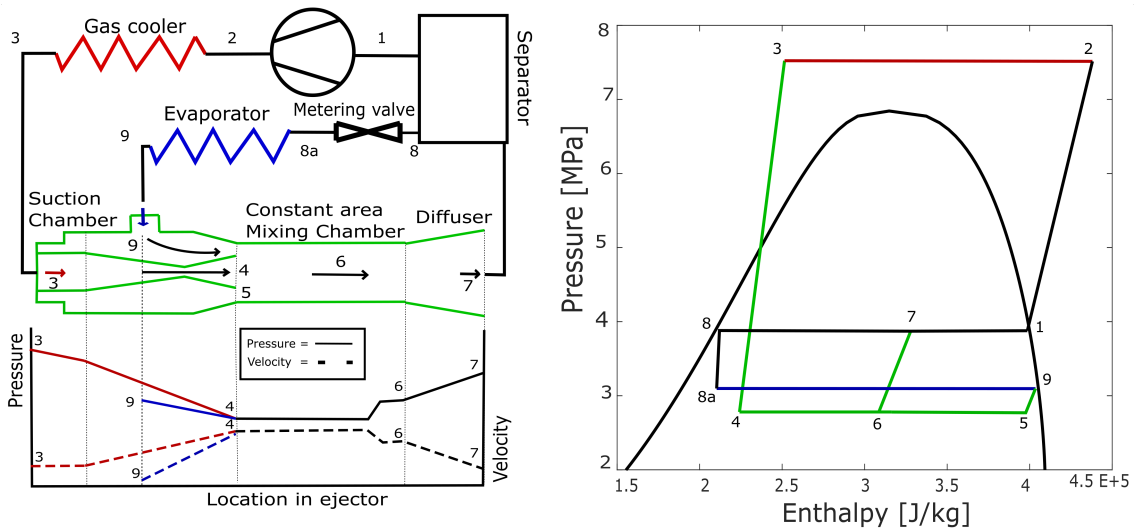 Gas cooler
3
2
1
Separator
Evaporator
Metering valve
9
8a
8
Suction
Chamber
Constant area
Mixing Chamber
Diffuser
9
3
4
5
6
7
Pressure
Velocity
Pressure =
Velocity =
3
9
4
4
6
7
3
9
6
7
Location in ejector
Pressure [MPa]
8
7
6
5
4
3
2
1.5
2
2.5
3
3.5
4
4.5 E+5
Enthalpy [J/kg]
3
2
8
7
1
8a
9
4
6
5